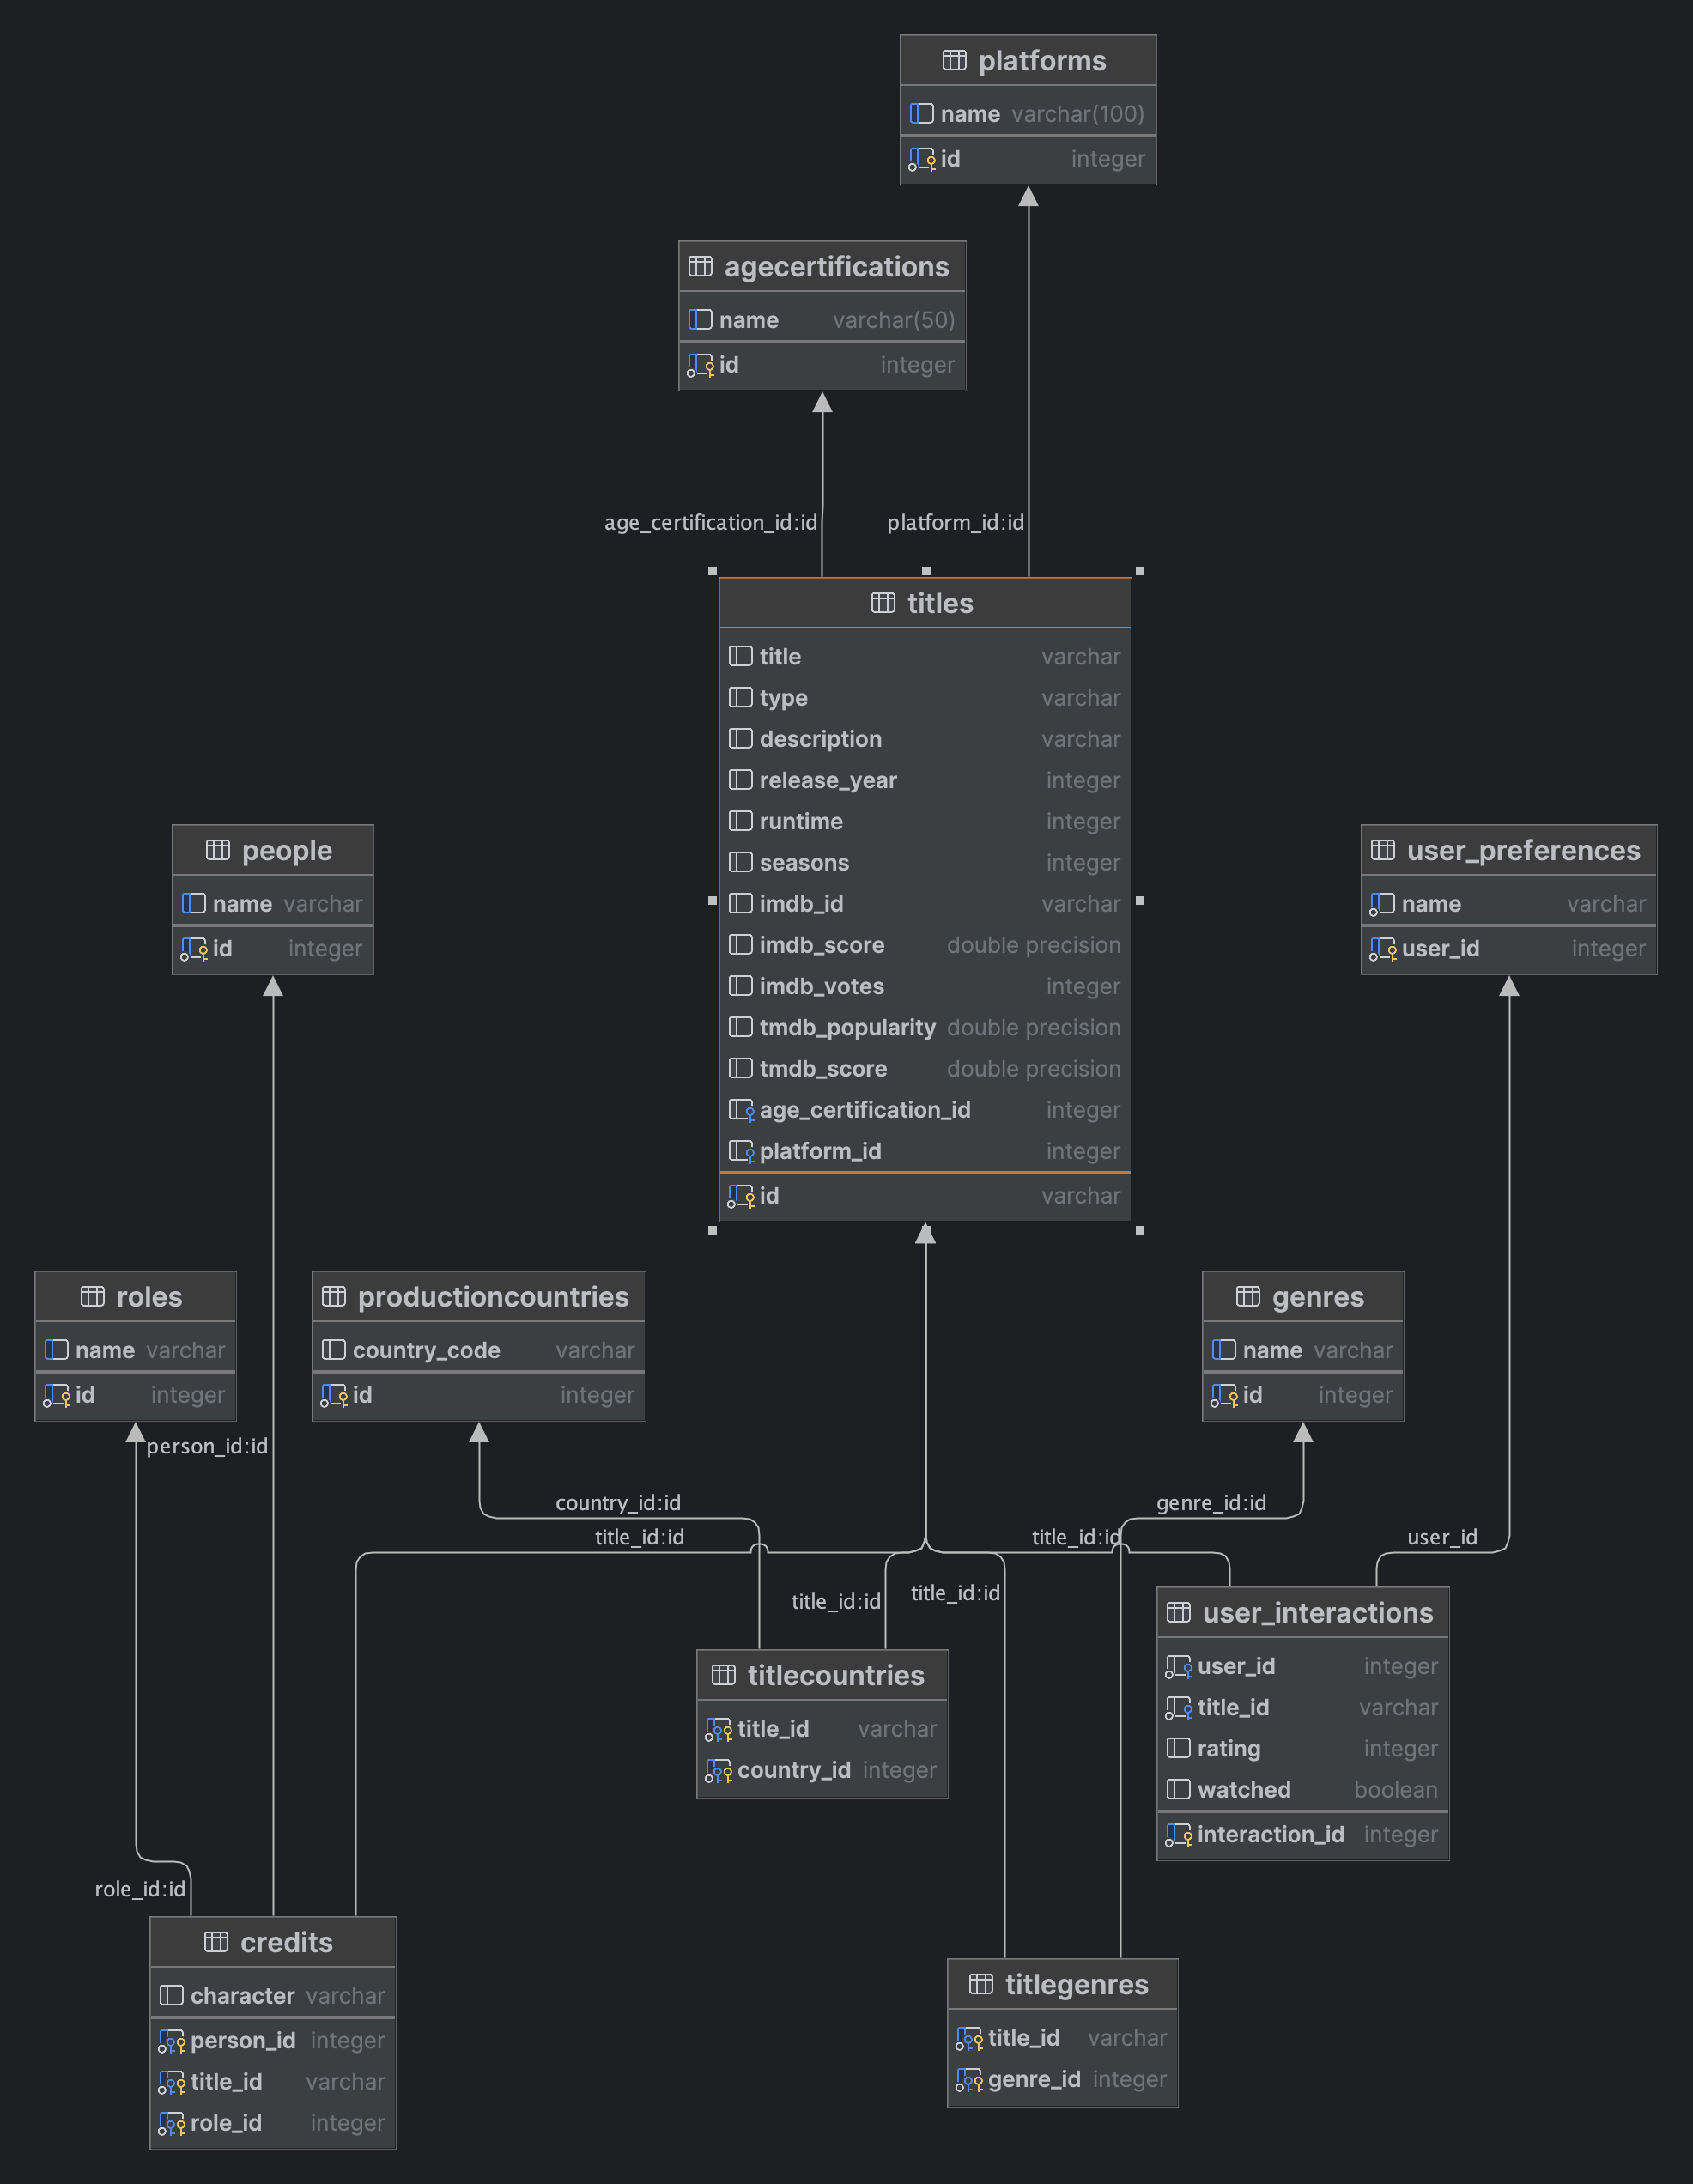 platforms
name varchar(100)
id integer
agecertifications
name varchar(50)
id integer
age_certification_id:id
platform_id:id
titles
title varchar
type varchar
description varchar
release_year integer
runtime integer
seasons integer
imdb_id varchar
imdb_score double precision
imdb_votes integer
tmdb_popularity double precision
tmdb_score double precision
age_certification_id integer
platform_id integer
id varchar
people
name varchar
id integer
user_preferences
name varchar
user_id integer
roles
name varchar
id integer
productioncountries
country_code varchar
id integer
genres
name varchar
id integer
person_id:id
country_id:id
genre_id:id
title_id:id
title_id:id
user_id
title_id:id
title_id:id
user_interactions
user_id integer
title_id varchar
rating integer
watched boolean
interaction_id integer
titlecountries
title_id varchar
country_id integer
role_id:id
credits
character varchar
person_id integer
title_id varchar
role_id integer
titlegenres
title_id varchar
genre_id integer